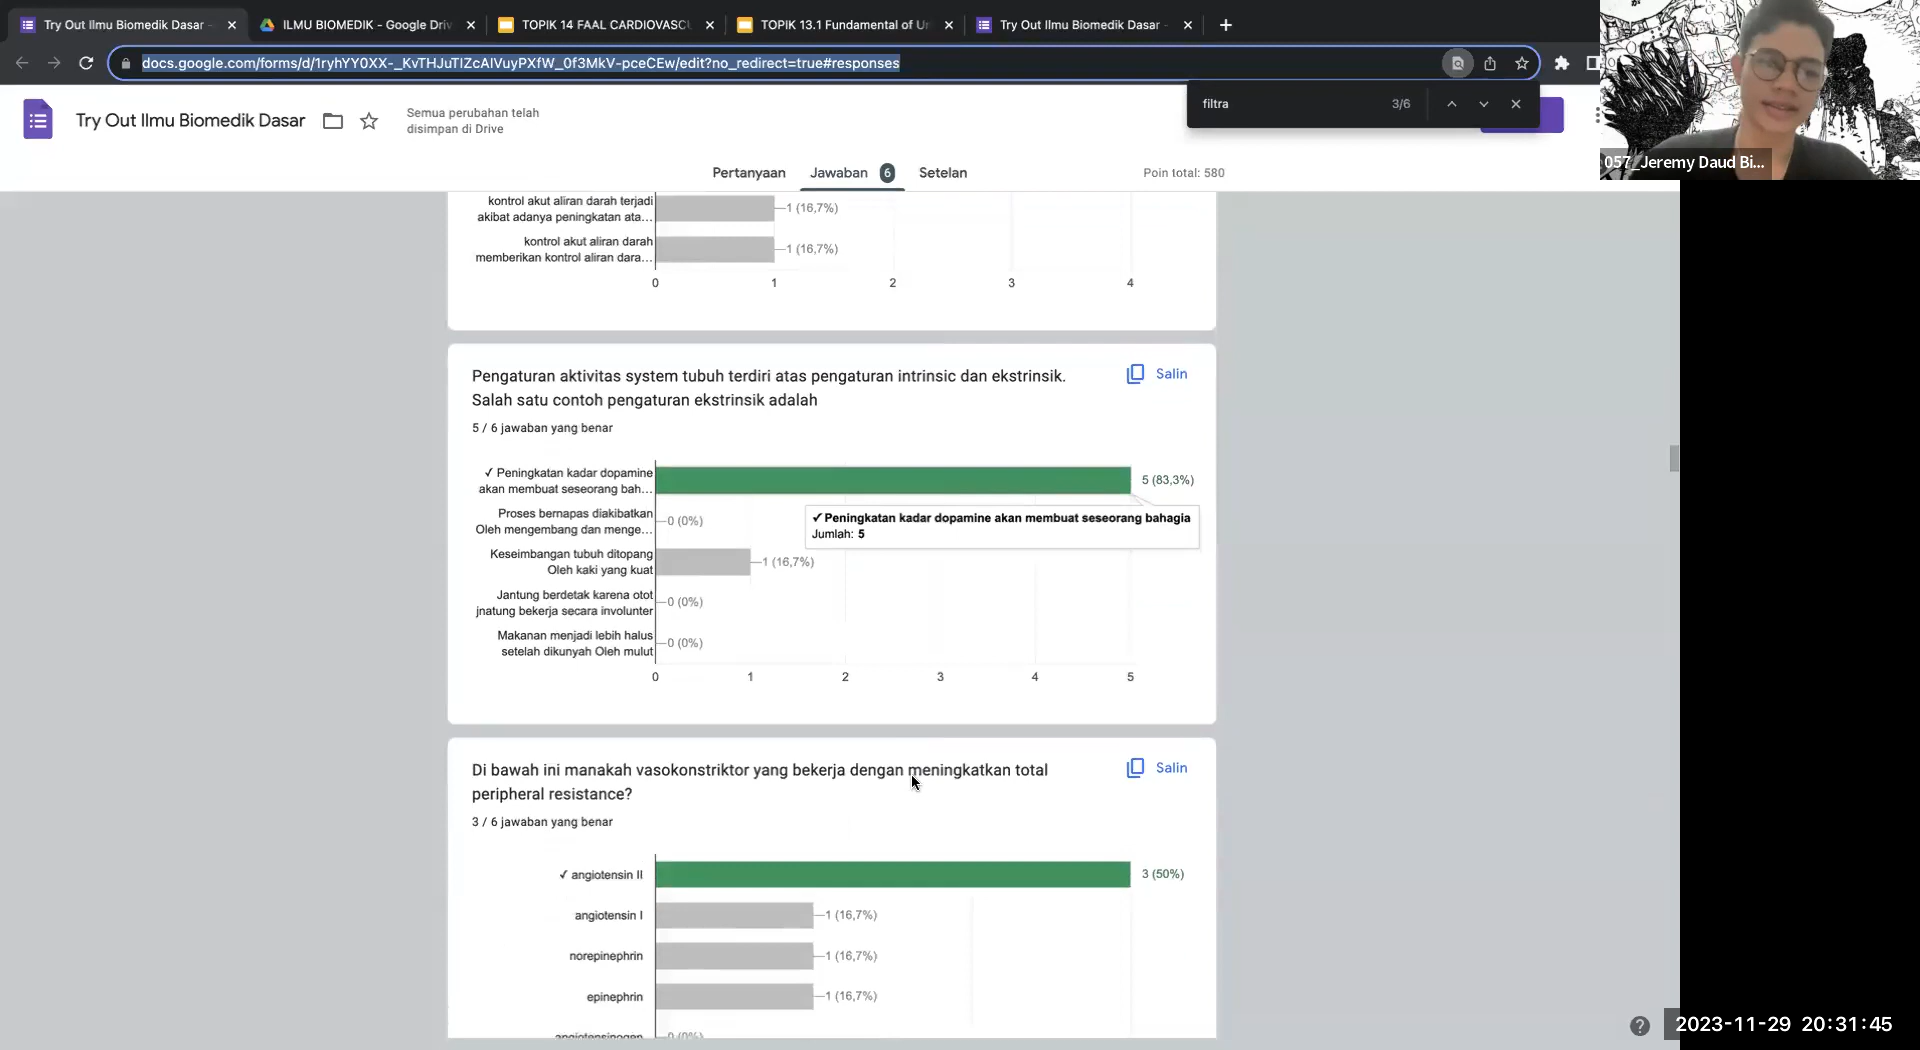 Try Out Ilmu Biomedik Dasar -
ILMU BIOMEDIK - Google Driv
TOPIK 14 FAAL CARDIOVASCU
TOPIK 13.1 Fundamental of Ur
Try Out Ilmu Biomedik Dasar -
docs.google.com/forms/d/1ryhYY0XX-_KvTHJuTIZcAIVuyPXfW_0f3MkV-pceCEw/edit?no_redirect=true#responses
filtra
3/6
Try Out Ilmu Biomedik Dasar
Semua perubahan telah
disimpan di Drive
057_Jeremy Daud Bi...
Pertanyaan
Jawaban
6
Setelan
Poin total: 580
kontrol akut aliran darah terjadi
akibat adanya peningkatan ata...
1 (16,7%)
kontrol akut aliran darah
memberikan kontrol aliran dara...
1 (16,7%)
0 1 2 3 4
Pengaturan aktivitas system tubuh terdiri atas pengaturan intrinsic dan ekstrinsik.
Salah satu contoh pengaturan ekstrinsik adalah
Salin
5 / 6 jawaban yang benar
✓ Peningkatan kadar dopamine
akan membuat seseorang bah...
5 (83,3%)
Proses bernapas diakibatkan
Oleh mengembang dan menge...
0 (0%)
✓ Peningkatan kadar dopamine akan membuat seseorang bahagia
Jumlah: 5
Keseimbangan tubuh ditopang
Oleh kaki yang kuat
1 (16,7%)
Jantung berdetak karena otot
jnatung bekerja secara involunter
0 (0%)
Makanan menjadi lebih halus
setelah dikunyah Oleh mulut
0 (0%)
0 1 2 3 4 5
Di bawah ini manakah vasokonstriktor yang bekerja dengan meningkatkan total
peripheral resistance?
Salin
3 / 6 jawaban yang benar
✓ angiotensin II
3 (50%)
angiotensin I
1 (16,7%)
norepinephrin
1 (16,7%)
epinephrin
1 (16,7%)
angiotensinogen
0 (0%)
2023-11-29 20:31:45